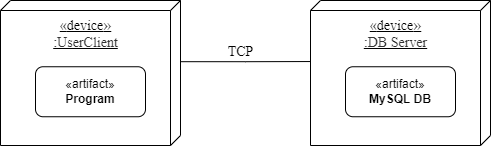 «device»
:UserClient
«artifact»
Program
TCP
«device»
:DB Server
«artifact»
MySQL DB